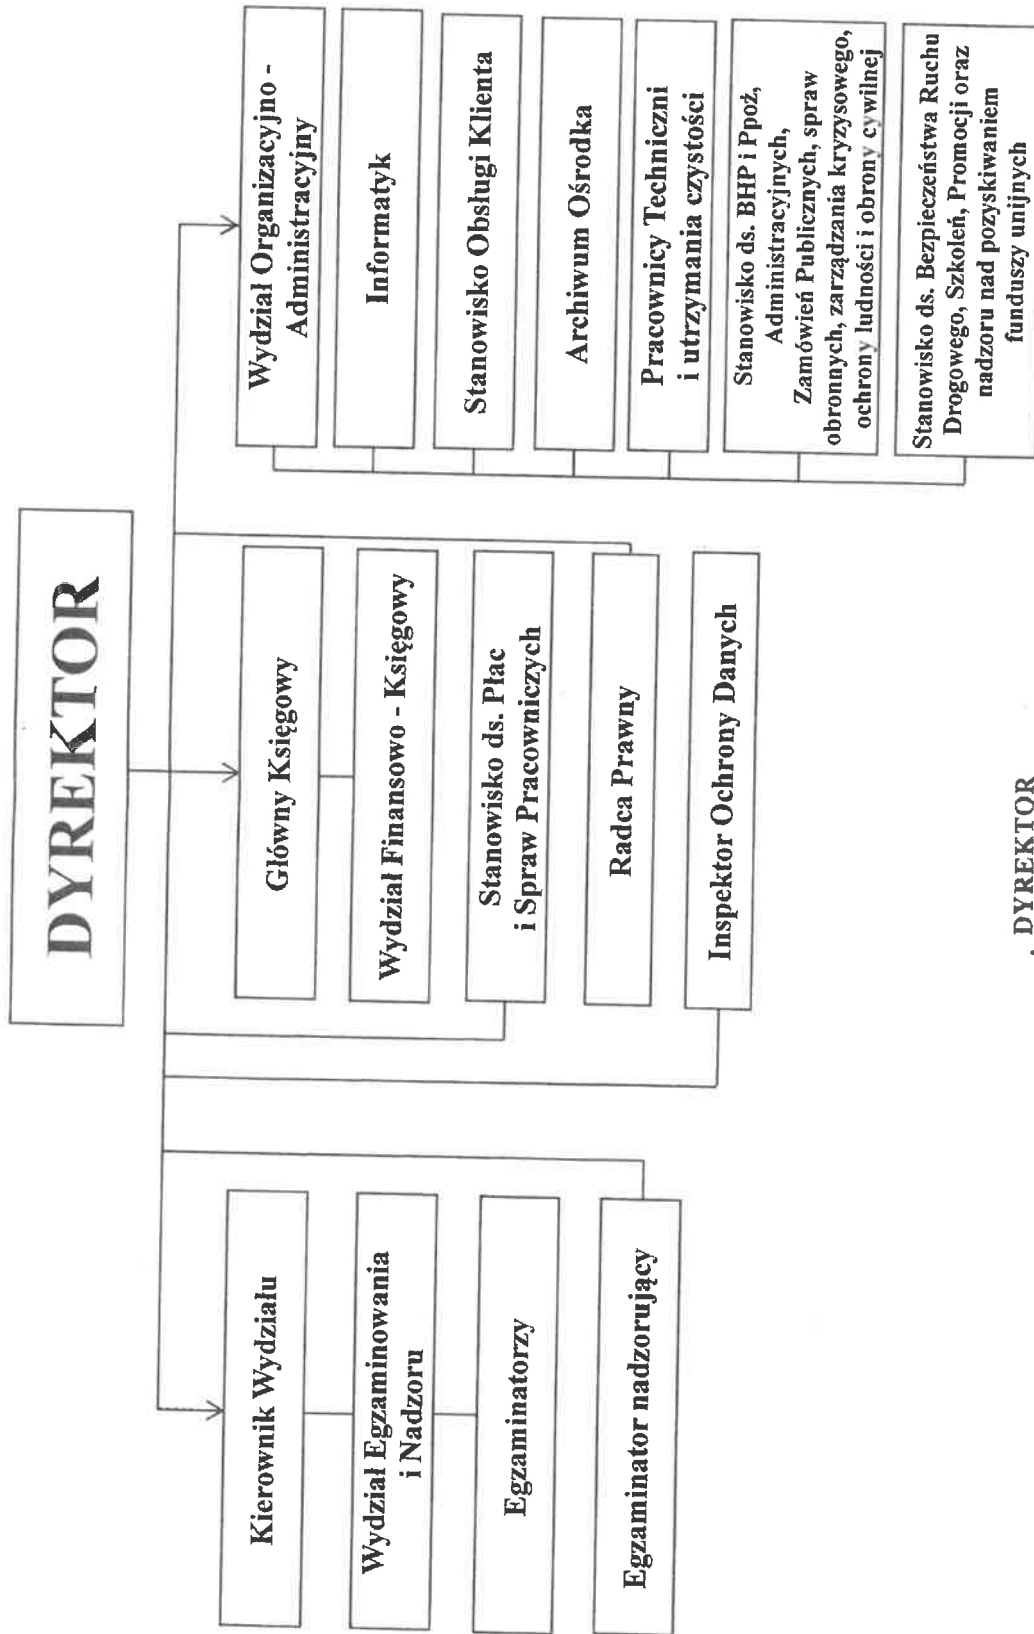 DYREKTOR
Kierownik Wydziału
Wydział Egzaminowania
i Nadzoru
Egzaminatorzy
Egzaminator nadzorujący
Główny Księgowy
Wydział Finansowo - Księgowy
Stanowisko ds. Płac
i Spraw Pracowniczych
Radca Prawny
Inspektor Ochrony Danych
Wydział Organizacyjno -
Administracyjny
Informatyk
Stanowisko Obsługi Klienta
Archiwum Ośrodka
Pracownicy Techniczni
i utrzymania czystości
Stanowisko ds. BHP i Ppoż,
Administracyjnych,
Zamówień Publicznych, spraw
obronnych, zarządzania kryzysowego,
ochrony ludności i obrony cywilnej
Stanowisko ds. Bezpieczeństwa Ruchu
Drogowego, Szkoleń, Promocji oraz
nadzoru nad pozyskiwaniem
funduszy unijnych
DYREKTOR